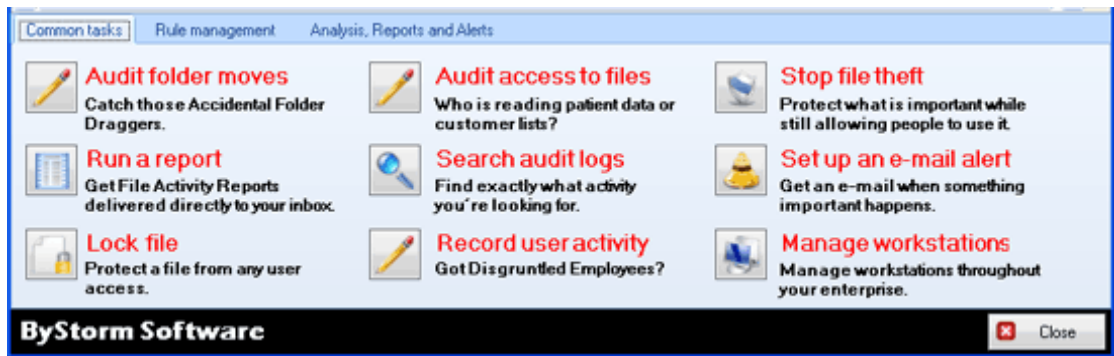 Common tasks Rule management Analysis, Reports and Alerts
Audit folder moves
Catch those Accidental Folder
Draggers.
Audit access to files
Who is reading patient data or
customer lists?
Stop file theft
Protect what is important while
still allowing people to use it.
Run a report
Get File Activity Reports
delivered directly to your inbox.
Search audit logs
Find exactly what activity
you're looking for.
Set up an e-mail alert
Get an e-mail when something
important happens.
Lock file
Protect a file from any user
access.
Record user activity
Got Disgruntled Employees?
Manage workstations
Manage workstations throughout
your enterprise.
ByStorm Software
Close